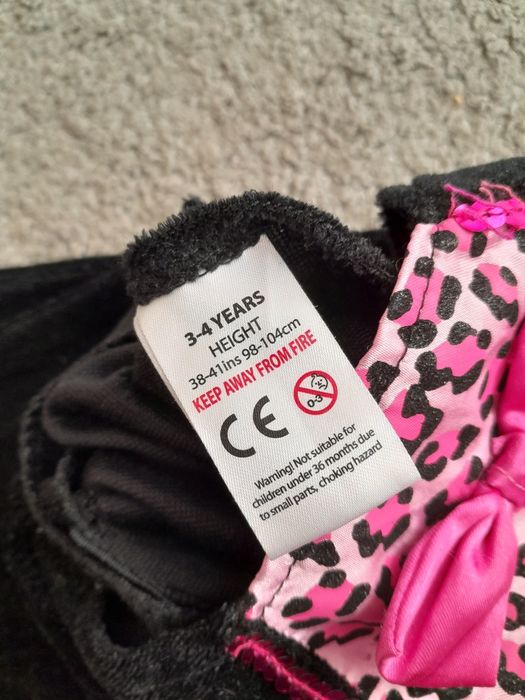 3-4 YEARS
HEIGHT
38-41ins 98-104cm
KEEP AWAY FROM FIRE
CE 0-3
Warning! Not suitable for
children under 36 months due
to small parts, choking hazard